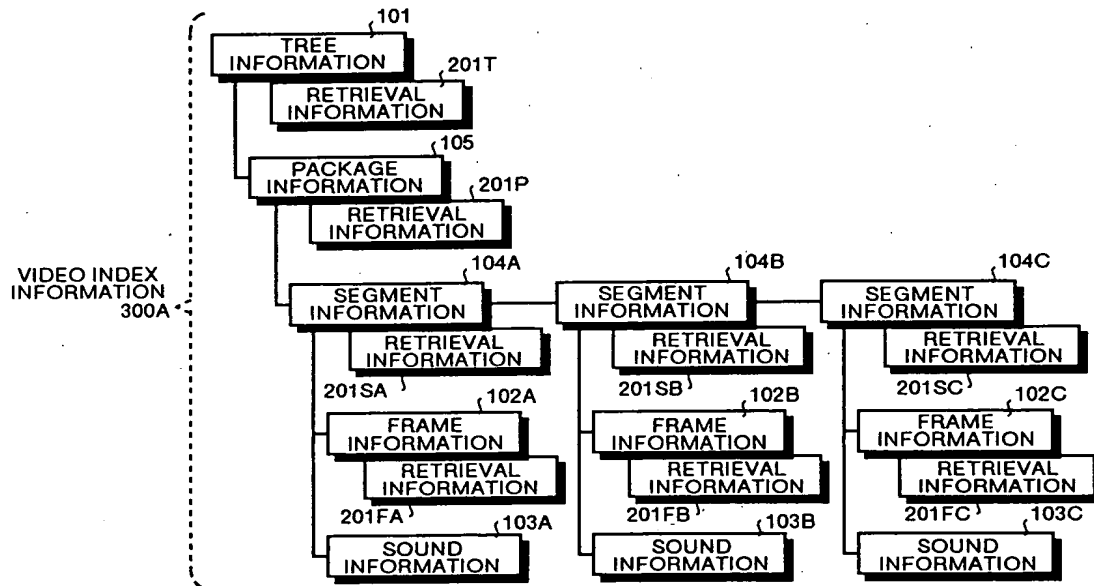 101
TREE
INFORMATION
201T
RETRIEVAL
INFORMATION
105
PACKAGE
INFORMATION
201P
RETRIEVAL
INFORMATION
VIDEO INDEX
INFORMATION
300A
104A
SEGMENT
INFORMATION
104B
SEGMENT
INFORMATION
104C
SEGMENT
INFORMATION
RETRIEVAL
INFORMATION
201SA
RETRIEVAL
INFORMATION
201SB
RETRIEVAL
INFORMATION
201SC
102A
FRAME
INFORMATION
102B
FRAME
INFORMATION
102C
FRAME
INFORMATION
RETRIEVAL
INFORMATION
201FA
RETRIEVAL
INFORMATION
201FB
RETRIEVAL
INFORMATION
201FC
103A
SOUND
INFORMATION
103B
SOUND
INFORMATION
103C
SOUND
INFORMATION